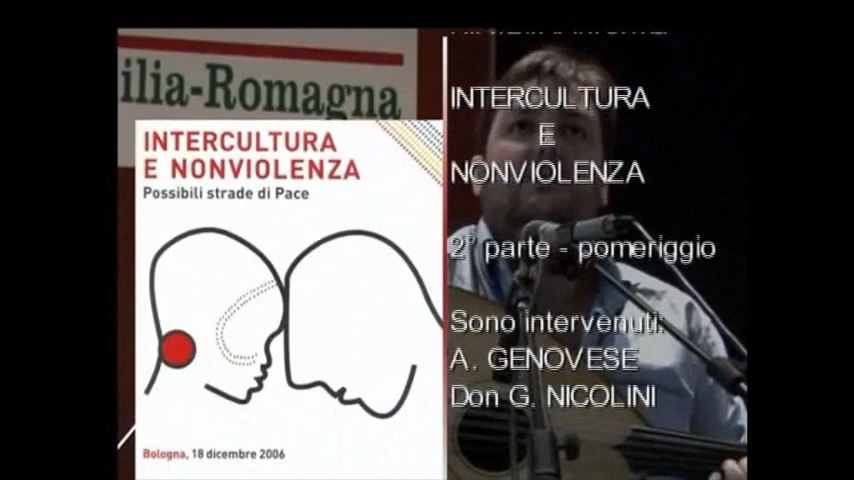 ilia-Romagna
INTERCULTURA
E NONVIOLENZA
Possibili strade di Pace
Bologna, 18 dicembre 2006
INTERCULTURA
E
NONVIOLENZA
2° parte - pomeriggio
Sono intervenuti:
A. GENOVESE
Don G. NICOLINI